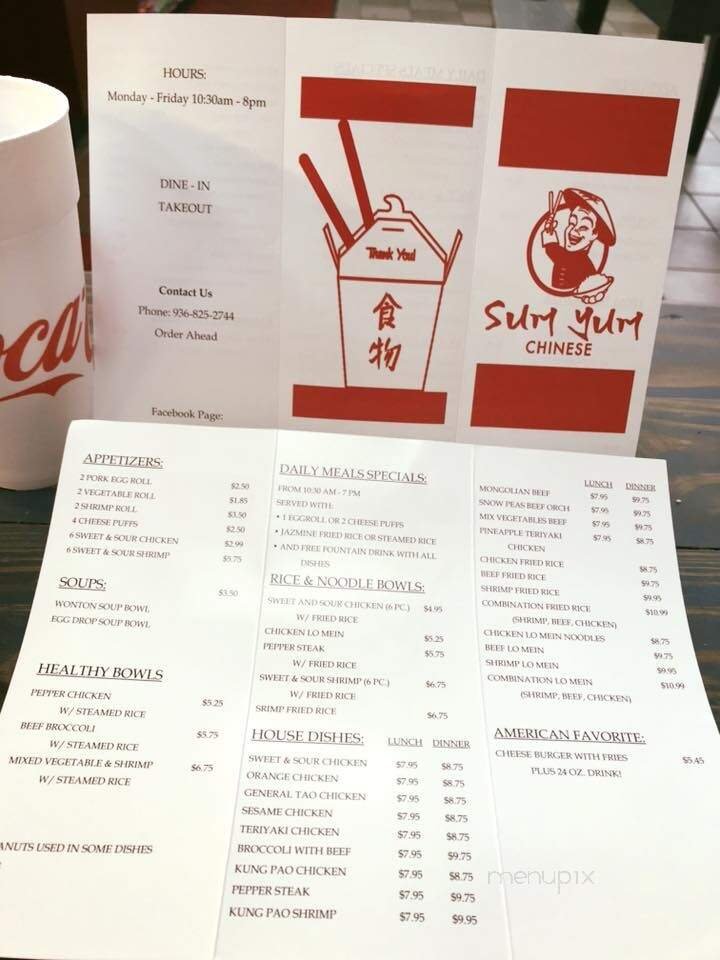 HOURS:
Monday - Friday 10:30am - 8pm
DINE - IN
TAKEOUT
Contact Us
Phone: 936-825-2744
Order Ahead
Facebook Page:
Thank You!
食
物
SUM YUM
CHINESE
APPETIZERS:
2 PORK EGG ROLL $2.50
2 VEGETABLE ROLL $1.85
2 SHRIMP ROLL $3.50
4 CHEESE PUFFS $2.50
6 SWEET & SOUR CHICKEN $2.99
6 SWEET & SOUR SHRIMP $5.75
SOUPS: $3.50
WONTON SOUP BOWL
EGG DROP SOUP BOWL
HEALTHY BOWLS
PEPPER CHICKEN $5.25
W/ STEAMED RICE
BEEF BROCCOLI $5.75
W/ STEAMED RICE
MIXED VEGETABLE & SHRIMP $6.75
W/ STEAMED RICE
ANUTS USED IN SOME DISHES
DAILY MEALS SPECIALS:
FROM 10:30 AM - 7 PM
SERVED WITH:
• 1 EGGROLL OR 2 CHEESE PUFFS
• JAZMINE FRIED RICE OR STEAMED RICE
• AND FREE FOUNTAIN DRINK WITH ALL
DISHES
RICE & NOODLE BOWLS:
SWEET AND SOUR CHICKEN (6 PC.) $4.95
W/ FRIED RICE
CHICKEN LO MEIN $5.25
PEPPER STEAK $5.75
W/ FRIED RICE
SWEET & SOUR SHRIMP (6 PC.) $6.75
W/ FRIED RICE
SRIMP FRIED RICE $6.75
HOUSE DISHES: LUNCH DINNER
SWEET & SOUR CHICKEN $7.95 $8.75
ORANGE CHICKEN $7.95 $8.75
GENERAL TAO CHICKEN $7.95 $8.75
SESAME CHICKEN $7.95 $8.75
TERIYAKI CHICKEN $7.95 $8.75
BROCCOLI WITH BEEF $7.95 $9.75
KUNG PAO CHICKEN $7.95 $8.75
PEPPER STEAK $7.95 $9.75
KUNG PAO SHRIMP $7.95 $9.95
LUNCH DINNER
MONGOLIAN BEEF $7.95 $9.75
SNOW PEAS BEEF ORCH $7.95 $9.75
MIX VEGETABLES BEEF $7.95 $9.75
PINEAPPLE TERIYAKI $7.95 $8.75
CHICKEN
CHICKEN FRIED RICE $8.75
BEEF FRIED RICE $9.75
SHRIMP FRIED RICE $9.95
COMBINATION FRIED RICE $10.99
(SHRIMP, BEEF, CHICKEN)
CHICKEN LO MEIN NOODLES $8.75
BEEF LO MEIN $9.75
SHRIMP LO MEIN $9.95
COMBINATION LO MEIN $10.99
(SHRIMP, BEEF, CHICKEN)
AMERICAN FAVORITE:
CHEESE BURGER WITH FRIES $5.45
PLUS 24 OZ. DRINK!
menupix